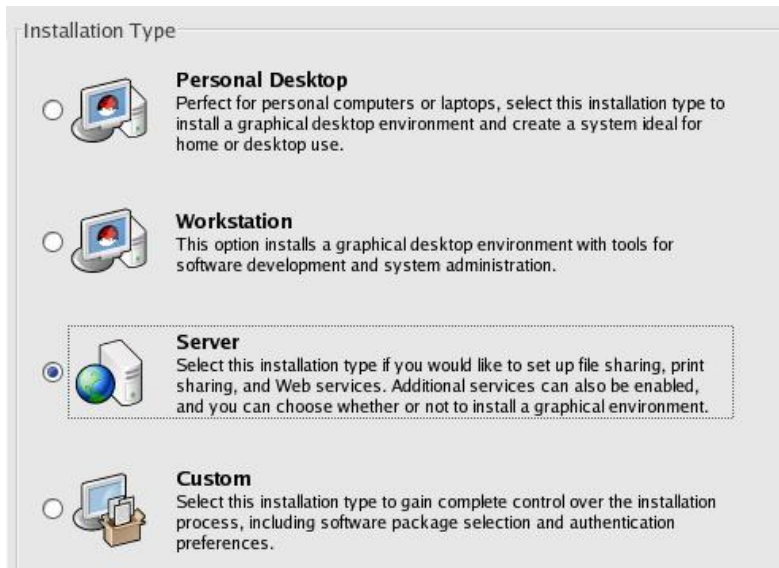 Installation Type
Personal Desktop
Perfect for personal computers or laptops, select this installation type to
install a graphical desktop environment and create a system ideal for
home or desktop use.
Workstation
This option installs a graphical desktop environment with tools for
software development and system administration.
Server
Select this installation type if you would like to set up file sharing, print
sharing, and Web services. Additional services can also be enabled,
and you can choose whether or not to install a graphical environment.
Custom
Select this installation type to gain complete control over the installation
process, including software package selection and authentication
preferences.